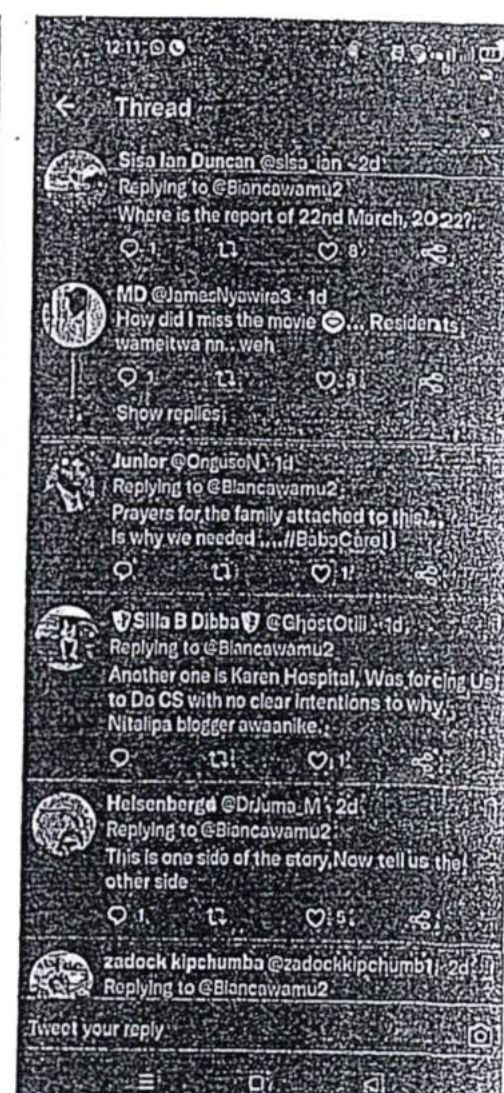 12:11
Thread
Sisa Ian Duncan @sisa_ian · 2d
Replying to @Biancawamu2
Where is the report of 22nd March, 2022?
1 8
MD @JamesNyawira3 · 1d
How did I miss the movie 😳... Residents
wameitwa nn..weh
1 9
Show replies
Junior @OngusoN · 1d
Replying to @Biancawamu2
Prayers for the family attached to this...
Is why we needed ....//BabaCare||
1
Silla B Dibba @GhostOtili · 1d
Replying to @Biancawamu2
Another one is Karen Hospital, Was forcing Us
to Do CS with no clear intentions to why,
Nitalipa blogger awaanike..
1
Heisenbergd @DrJuma_M · 2d
Replying to @Biancawamu2
This is one side of the story,Now tell us the
other side
1 5
zadock kipchumba @zadockkipchumb1 · 2d
Replying to @Biancawamu2
Tweet your reply